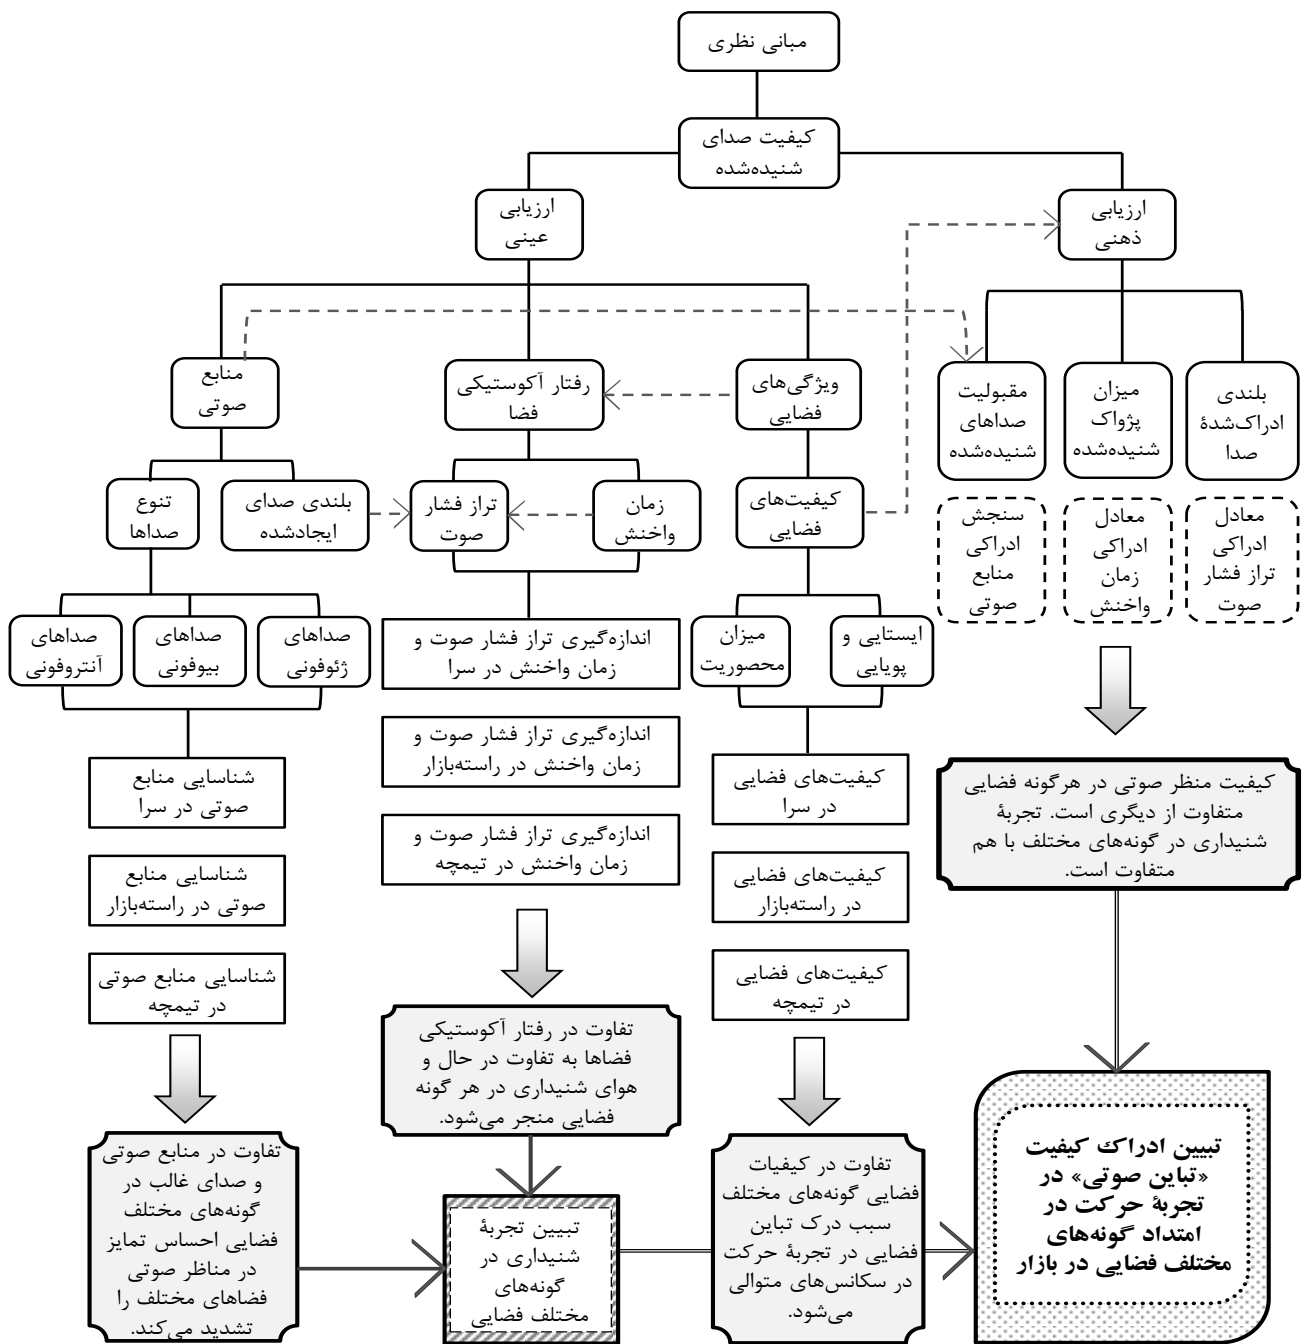 مبانی نظری
کیفیت صدای
شنیده‌شده
ارزیابی
ذهنی
ارزیابی
عینی
بلندی
ادراک‌شدهٔ
صدا
میزان
پژواک
شنیده‌شده
مقبولیت
صداهای
شنیده‌شده
ویژگی‌های
فضایی
رفتار آکوستیکی
فضا
منابع
صوتی
معادل
ادراکی
تراز فشار
صوت
معادل
ادراکی
زمان
واخنش
سنجش
ادراکی
منابع
صوتی
کیفیت‌های
فضایی
زمان
واخنش
تراز فشار
صوت
بلندی صدای
ایجادشده
تنوع
صداها
ایستایی و
پویایی
میزان
محصوریت
صداهای
ژئوفونی
صداهای
بیوفونی
صداهای
آنتروفونی
اندازه‌گیری تراز فشار صوت و
زمان واخنش در سرا
اندازه‌گیری تراز فشار صوت و
زمان واخنش در راسته‌بازار
اندازه‌گیری تراز فشار صوت و
زمان واخنش در تیمچه
کیفیت‌های فضایی
در سرا
کیفیت‌های فضایی
در راسته‌بازار
کیفیت‌های فضایی
در تیمچه
شناسایی منابع
صوتی در سرا
شناسایی منابع
صوتی در راسته‌بازار
شناسایی منابع صوتی
در تیمچه
کیفیت منظر صوتی در هرگونه فضایی
متفاوت از دیگری است. تجربهٔ
شنیداری در گونه‌های مختلف با هم
متفاوت است.
تفاوت در رفتار آکوستیکی
فضاها به تفاوت در حال و
هوای شنیداری در هر گونه
فضایی منجر می‌شود.
تفاوت در منابع صوتی
و صدای غالب در
گونه‌های مختلف
فضایی احساس تمایز
در مناظر صوتی
فضاهای مختلف را
تشدید می‌کند.
تبیین تجربهٔ
شنیداری در
گونه‌های
مختلف فضایی
تفاوت در کیفیات
فضایی گونه‌های مختلف
سبب درک تباین
فضایی در تجربهٔ حرکت
در سکانس‌های متوالی
می‌شود.
تبیین ادراک کیفیت
«تباین صوتی» در
تجربهٔ حرکت در
امتداد گونه‌های
مختلف فضایی در بازار